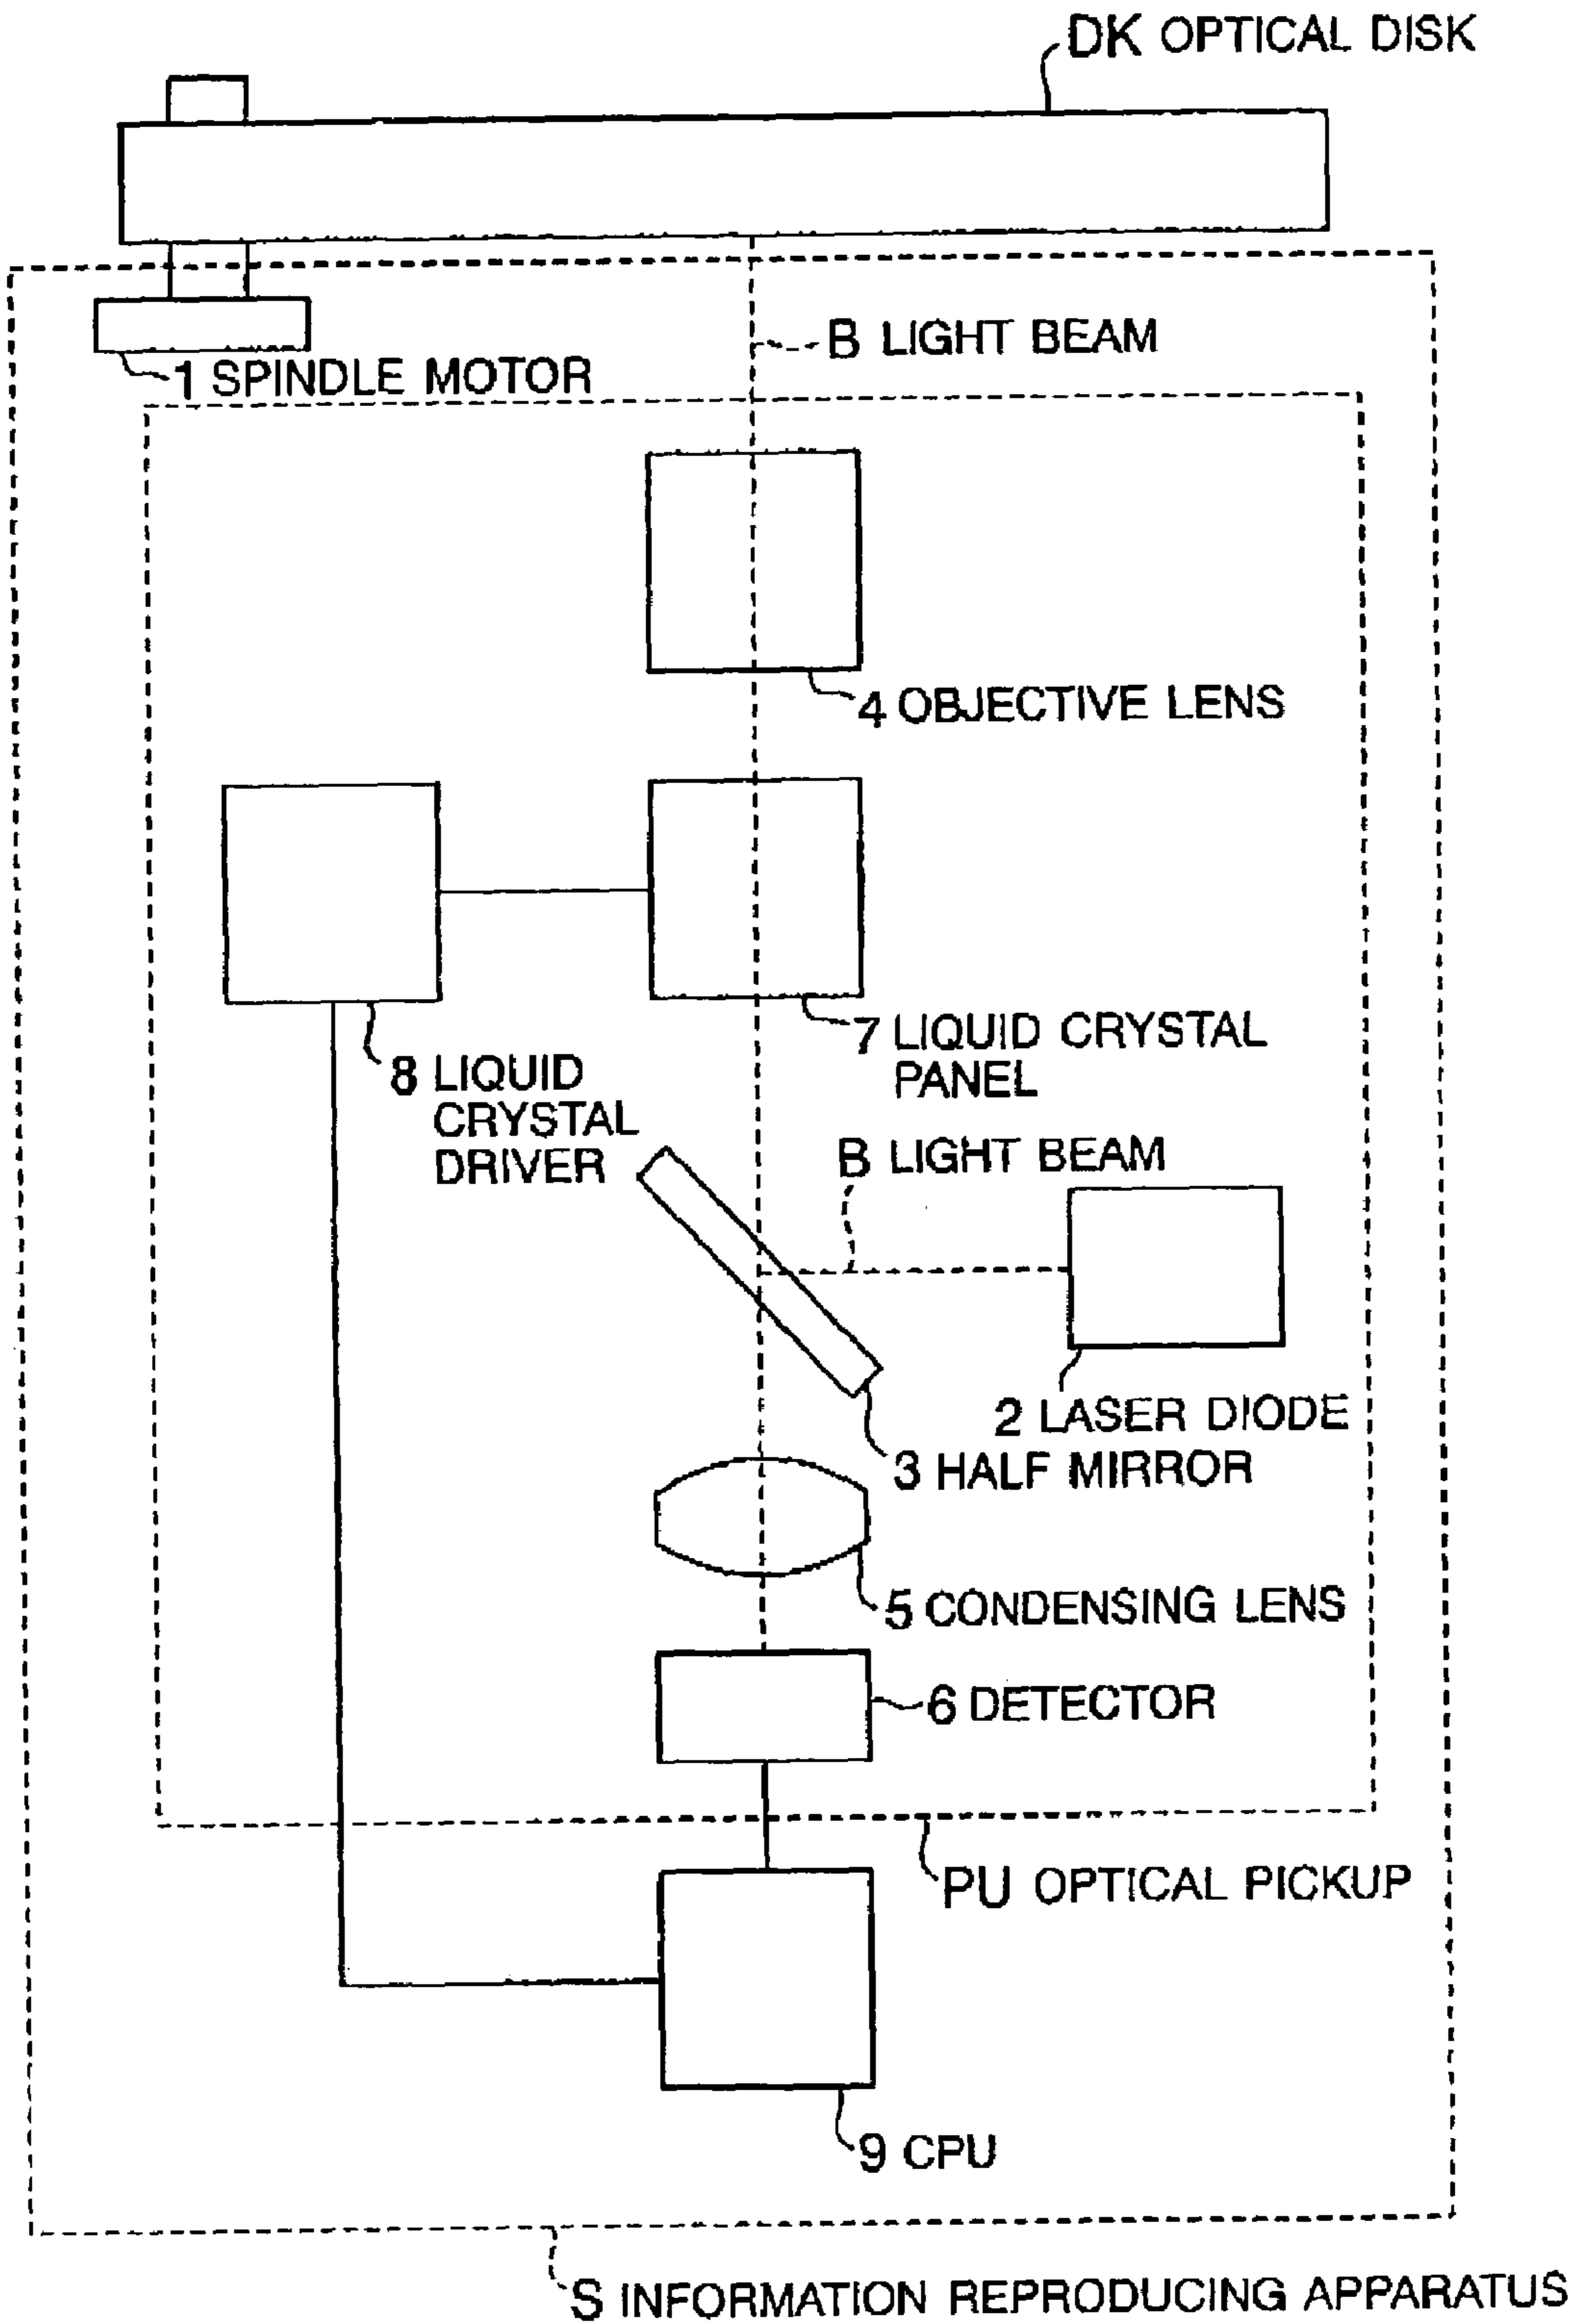 DK OPTICAL DISK
B LIGHT BEAM
1 SPINDLE MOTOR
4 OBJECTIVE LENS
7 LIQUID CRYSTAL
PANEL
8 LIQUID
CRYSTAL
DRIVER
B LIGHT BEAM
2 LASER DIODE
3 HALF MIRROR
5 CONDENSING LENS
6 DETECTOR
PU OPTICAL PICKUP
9 CPU
S INFORMATION REPRODUCING APPARATUS